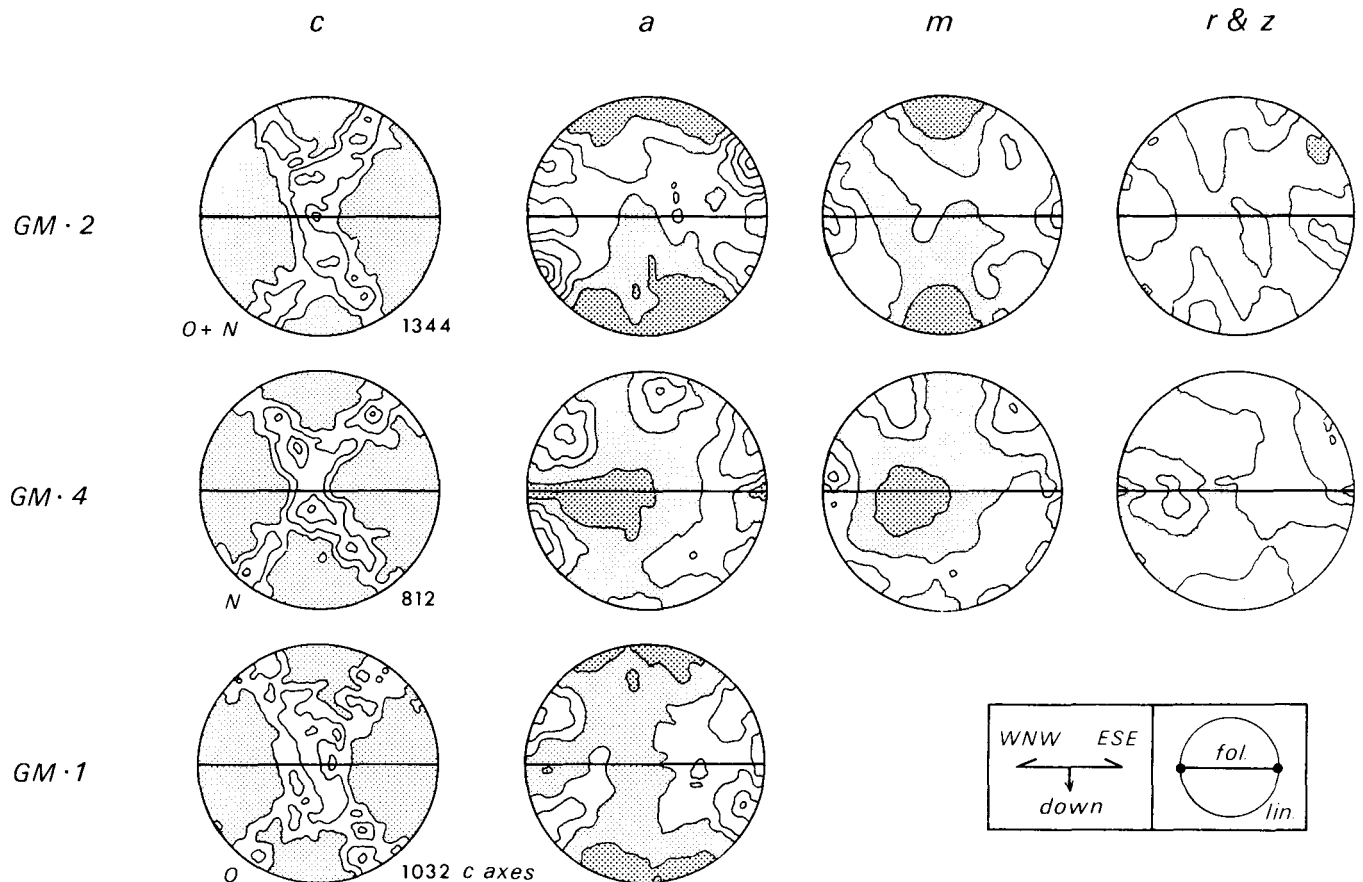 c a m r & z
GM · 2
O + N 1344
GM · 4
N 812
GM · 1
O 1032 c axes
WNW ESE
down
fol.
lin.